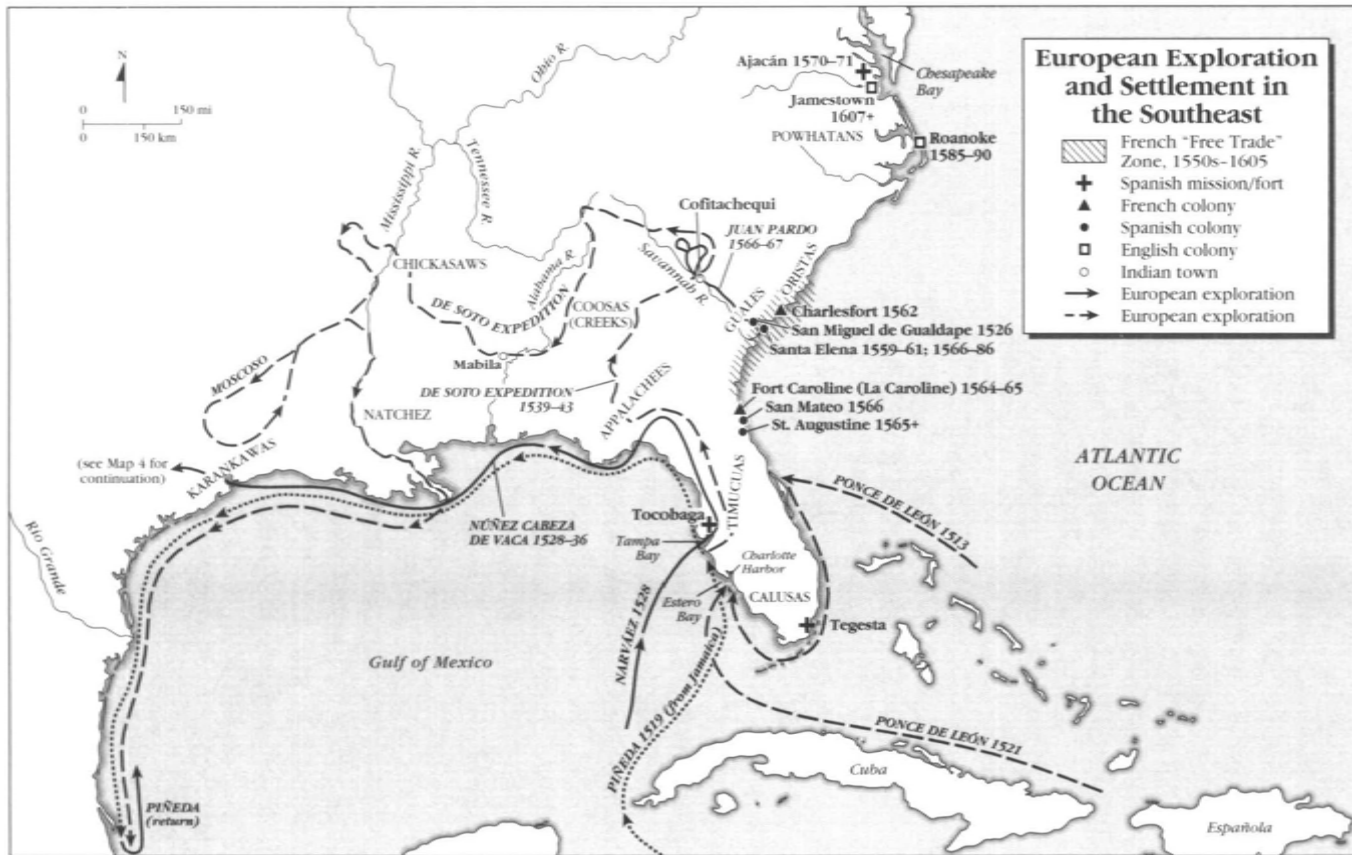 N
0 150 mi
0 150 km
Ohio R.
Tennessee R.
Mississippi R.
Ajacán 1570–71
Chesapeake
Bay
Jamestown
1607+
POWHATANS
Roanoke
1585–90
European Exploration
and Settlement in
the Southeast
French “Free Trade”
Zone, 1550s–1605
Spanish mission/fort
French colony
Spanish colony
English colony
Indian town
European exploration
European exploration
Cofitachequi
JUAN PARDO
1566–67
Savannah R.
Alabama R.
CHICKASAWS
DE SOTO EXPEDITION
COOSAS
(CREEKS)
Mabila
GUALES
ORISTAS
Charlesfort 1562
San Miguel de Gualdape 1526
Santa Elena 1559–61; 1566–86
MOSCOSO
DE SOTO EXPEDITION
1539–43
NATCHEZ
APPALACHEES
Fort Caroline (La Caroline) 1564–65
San Mateo 1566
St. Augustine 1565+
(see Map 4 for
continuation)
KARANKAWAS
ATLANTIC
OCEAN
Rio Grande
NÚÑEZ CABEZA
DE VACA 1528–36
Tocobaga
TIMUCUAS
Tampa
Bay
PONCE DE LEÓN 1513
Charlotte
Harbor
Estero
Bay
CALUSAS
Tegesta
Gulf of Mexico
NARVÁEZ 1528
PIÑEDA 1519 (from Jamaica)
PONCE DE LEÓN 1521
Cuba
PIÑEDA
(return)
Española